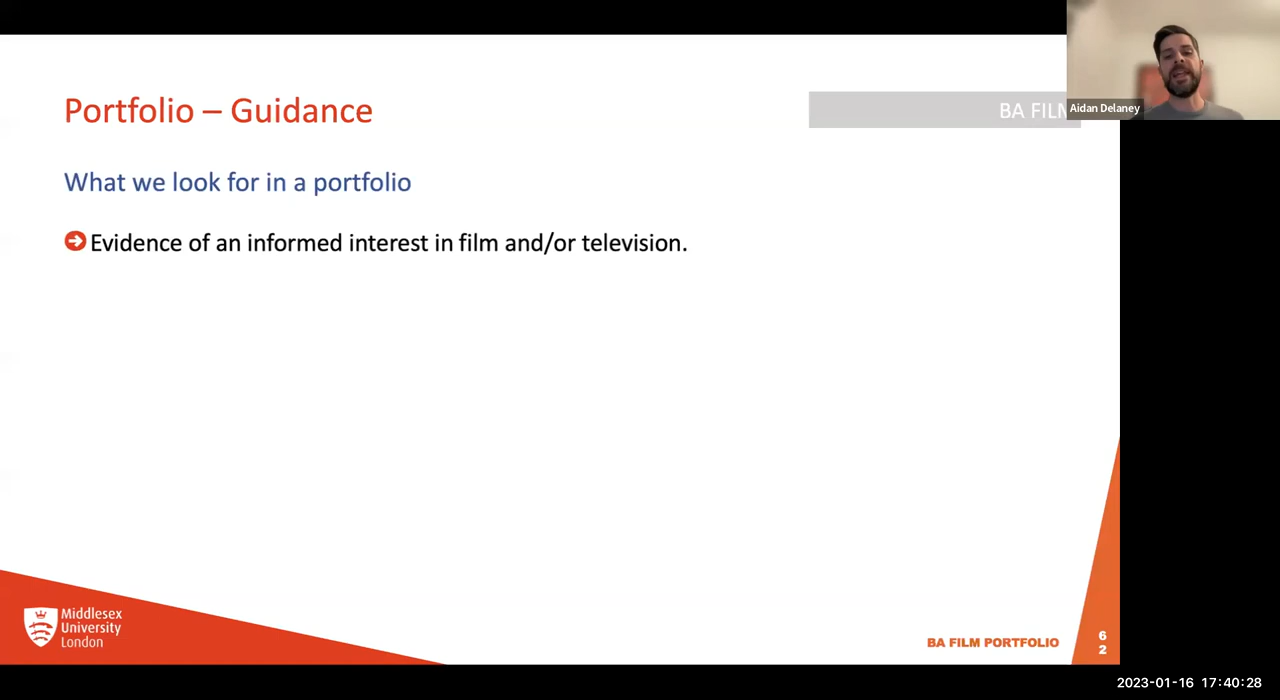 Portfolio – Guidance
BA FILM
Aidan Delaney
What we look for in a portfolio
Evidence of an informed interest in film and/or television.
Middlesex
University
London
BA FILM PORTFOLIO
6
2
2023-01-16 17:40:28